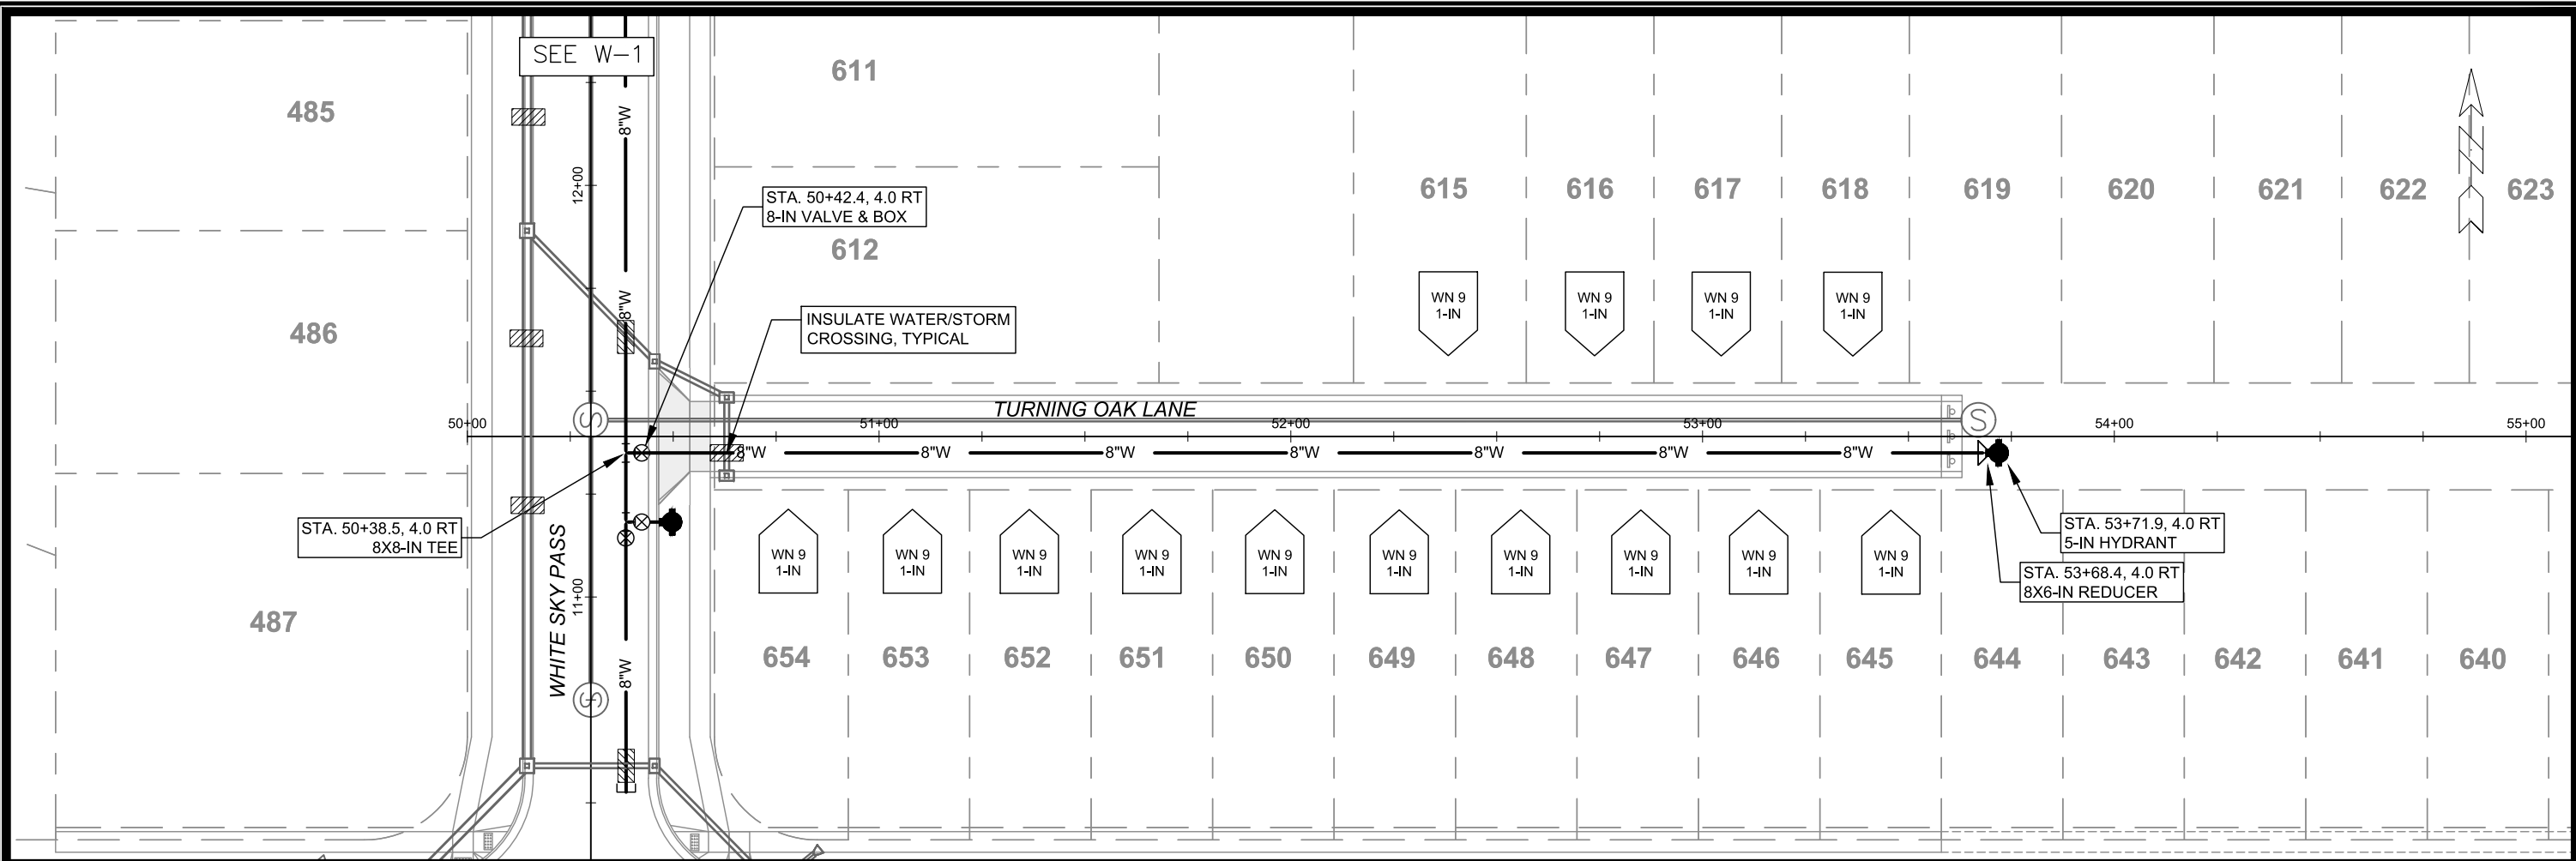 SEE W-1
485
611
8"W
12+00
615
616
617
618
619
620
621
622
623
STA. 50+42.4, 4.0 RT
8-IN VALVE & BOX
612
486
8"W
INSULATE WATER/STORM
CROSSING, TYPICAL
WN 9
1-IN
WN 9
1-IN
WN 9
1-IN
WN 9
1-IN
TURNING OAK LANE
50+00
51+00
52+00
53+00
54+00
55+00
S
S
8"W
8"W
8"W
8"W
8"W
8"W
8"W
STA. 50+38.5, 4.0 RT
8X8-IN TEE
STA. 53+71.9, 4.0 RT
5-IN HYDRANT
STA. 53+68.4, 4.0 RT
8X6-IN REDUCER
WN 9
1-IN
WN 9
1-IN
WN 9
1-IN
WN 9
1-IN
WN 9
1-IN
WN 9
1-IN
WN 9
1-IN
WN 9
1-IN
WN 9
1-IN
WN 9
1-IN
WHITE SKY PASS
11+00
487
654
653
652
651
650
649
648
647
646
645
644
643
642
641
640
8"W
S